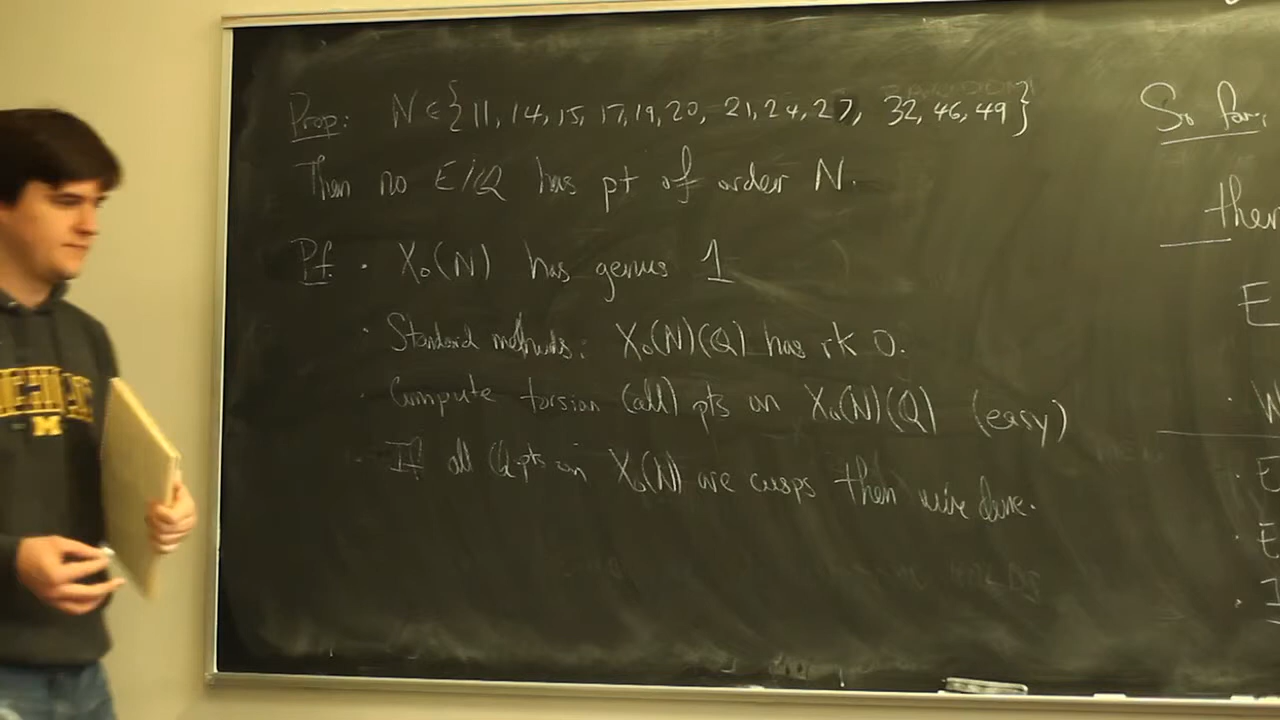 Prop: N ∈ {11, 14, 15, 17, 19, 20, 21, 24, 27, 32, 46, 49}
Then no E/Q has pt of order N.
Pf. · X₀(N) has genus 1
· Standard methods: X₀(N)(Q) has rk 0.
· Compute torsion (all) pts on X₀(N)(Q) (easy)
· If all Q pts on X₀(N) are cusps then we're done.
So far:
then
E
· W
· E
· E
· I
M